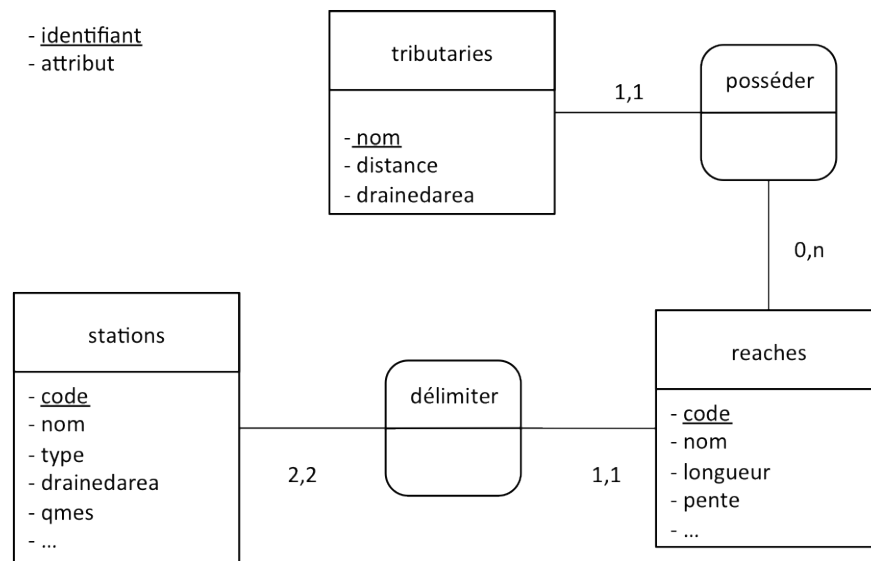 - identifiant
- attribut
tributaries
- nom
- distance
- drainedarea
1,1
posséder
0,n
stations
- code
- nom
- type
- drainedarea
- qmes
- ...
2,2
délimiter
1,1
reaches
- code
- nom
- longueur
- pente
- ...